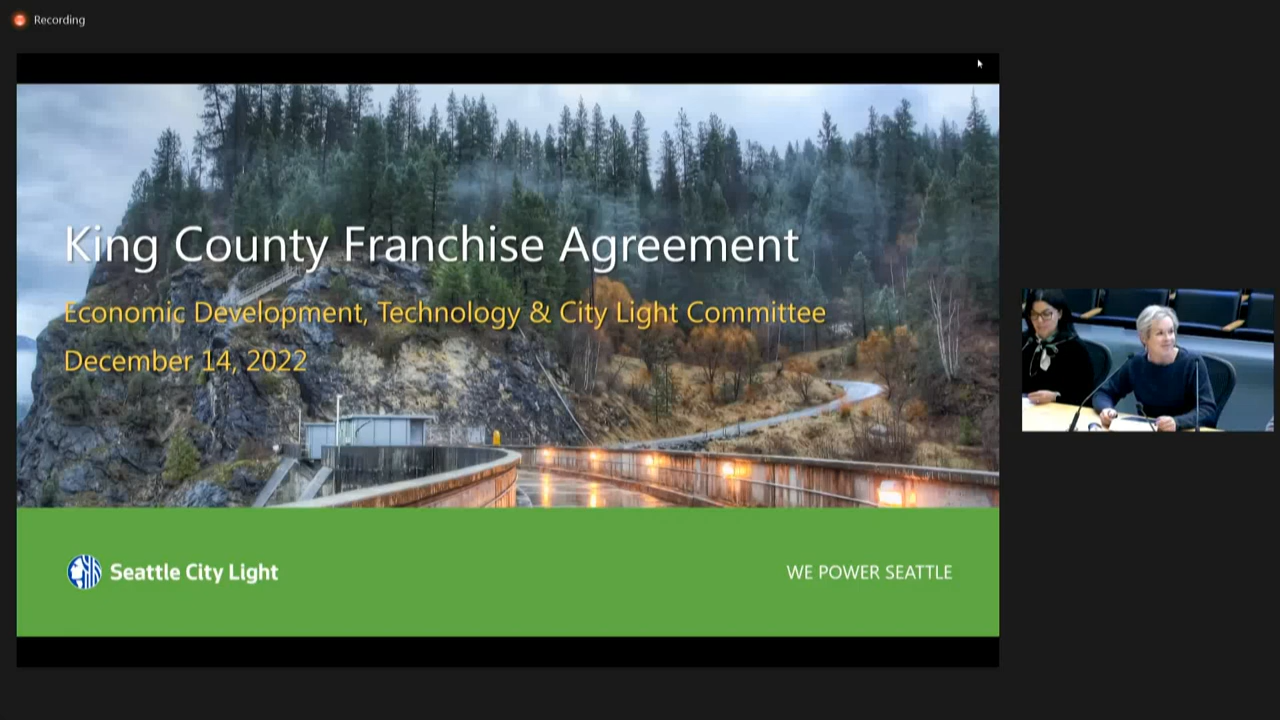 Recording
King County Franchise Agreement
Economic Development, Technology & City Light Committee
December 14, 2022
Seattle City Light
WE POWER SEATTLE